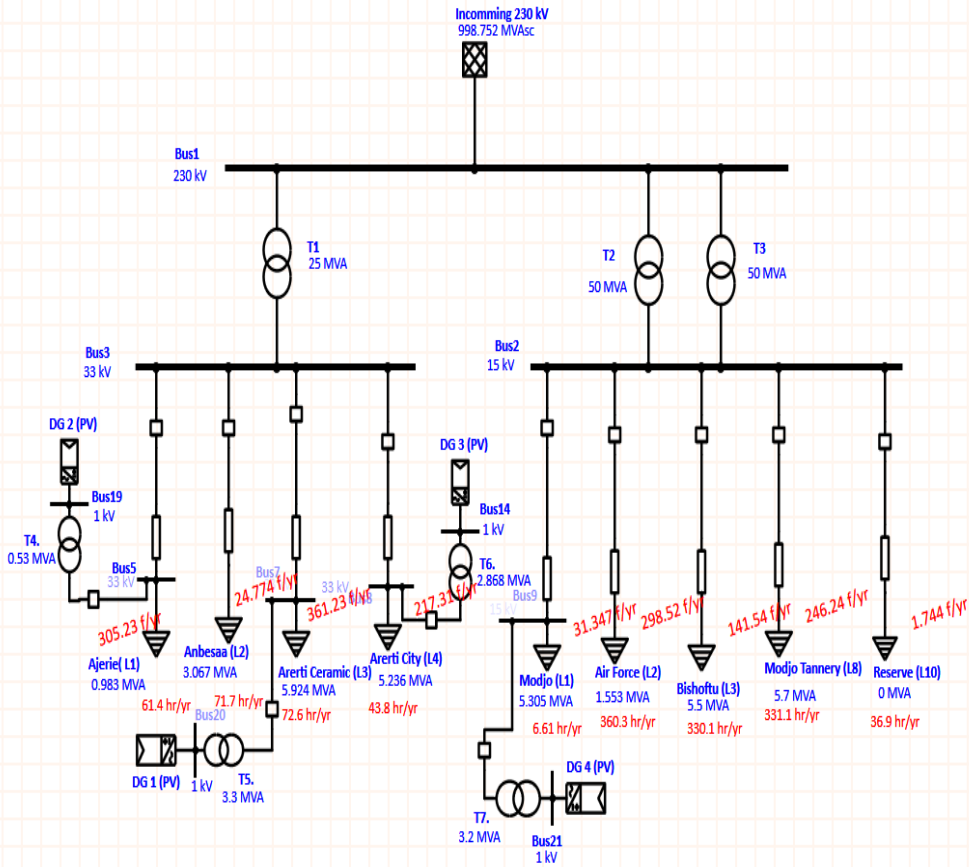 Incomming 230 kV
998.752 MVAsc
Bus1
230 kV
T1
25 MVA
T2
50 MVA
T3
50 MVA
Bus3
33 kV
Bus2
15 kV
DG 2 (PV)
Bus19
1 kV
T4.
0.53 MVA
Bus5
33 kV
DG 3 (PV)
Bus14
1 kV
T6.
2.868 MVA
Bus7
33 kV
Bus9
15 kV
305.23 f/yr
24.774 f/yr
361.23 f/yr
217.31 f/yr
31.347 f/yr
298.52 f/yr
141.54 f/yr
246.24 f/yr
1.744 f/yr
Ajerie( L1)
0.983 MVA
61.4 hr/yr
Anbesaa (L2)
3.067 MVA
71.7 hr/yr
Arerti Ceramic (L3)
5.924 MVA
72.6 hr/yr
Arerti City (L4)
5.236 MVA
43.8 hr/yr
Modjo (L1)
5.305 MVA
6.61 hr/yr
Air Force (L2)
1.553 MVA
360.3 hr/yr
Bishoftu (L3)
5.5 MVA
330.1 hr/yr
Modjo Tannery (L8)
5.7 MVA
331.1 hr/yr
Reserve (L10)
0 MVA
36.9 hr/yr
Bus20
DG 1 (PV)
1 kV
T5.
3.3 MVA
DG 4 (PV)
T7.
3.2 MVA
Bus21
1 kV